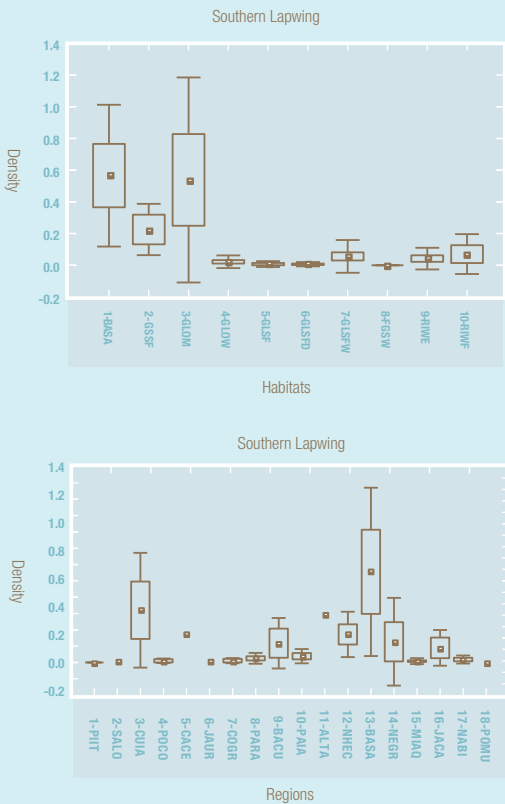 Southern Lapwing
1.4
1.2
1.0
0.8
0.6
0.4
0.2
0.0
-0.2
Density
1-BASA
2-GSSF
3-GLOM
4-GLOW
5-GLSF
6-GLSFD
7-GLSFW
8-FGSW
9-RIWE
10-RIWF
Habitats
Southern Lapwing
1.4
1.2
1.0
0.8
0.6
0.4
0.2
0.0
-0.2
Density
1-PIIT
2-SALO
3-CUIA
4-POCO
5-CACE
6-JAUR
7-COGR
8-PARA
9-BACU
10-PAIA
11-ALTA
12-NHEC
13-BASA
14-NEGR
15-MIAQ
16-JACA
17-NABI
18-POMU
Regions